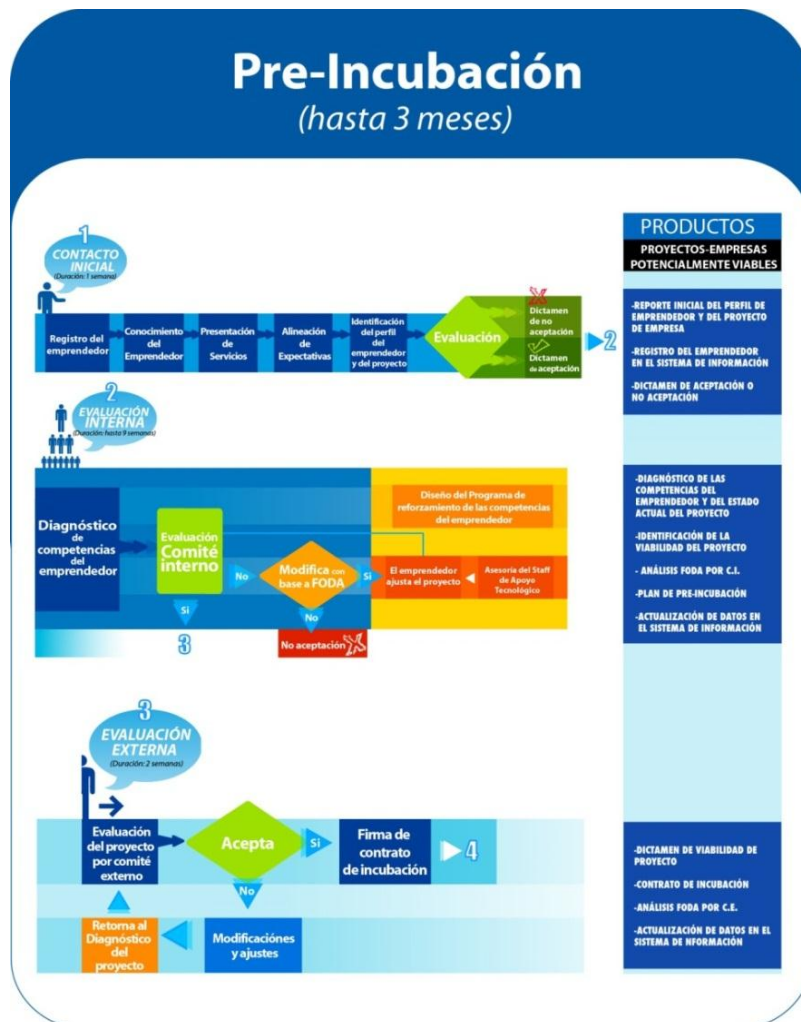 Pre-Incubación
(hasta 3 meses)
1
CONTACTO
INICIAL
(Duración: 1 semana)
Registro del
emprendedor
Conocimiento
del
Emprendedor
Presentación
de
Servicios
Alineación
de
Expectativas
Identificación
del perfil
del
emprendedor
y del proyecto
Evaluación
Dictamen
de no
aceptación
Dictamen
de aceptación
2
2
EVALUACIÓN
INTERNA
(Duración: hasta 9 semanas)
Diagnóstico
de
competencias
del
emprendedor
Evaluación
Comité
interno
No
Si
3
Modifica con
base a FODA
Si
No
No aceptación
Diseño del Programa de
reforzamiento de las competencias
del emprendedor
El emprendedor
ajusta el proyecto
Asesoría del Staff
de Apoyo
Tecnológico
3
EVALUACIÓN
EXTERNA
(Duración: 2 semanas)
Evaluación
del proyecto
por comité
externo
Acepta
Si
Firma de
contrato
de incubación
4
No
Modificaciónes
y ajustes
Retorna al
Diagnóstico
del
proyecto
PRODUCTOS
PROYECTOS-EMPRESAS
POTENCIALMENTE VIABLES
-REPORTE INICIAL DEL PERFIL DE
EMPRENDEDOR Y DEL PROYECTO
DE EMPRESA
-REGISTRO DEL EMPRENDEDOR
EN EL SISTEMA DE INFORMACIÓN
-DICTAMEN DE ACEPTACIÓN O
NO ACEPTACIÓN
-DIAGNÓSTICO DE LAS
COMPETENCIAS DEL
EMPRENDEDOR Y DEL ESTADO
ACTUAL DEL PROYECTO
-IDENTIFICACIÓN DE LA
VIABILIDAD DEL PROYECTO
- ANÁLISIS FODA POR C.I.
-PLAN DE PRE-INCUBACIÓN
-ACTUALIZACIÓN DE DATOS EN
EL SISTEMA DE INFORMACIÓN
-DICTAMEN DE VIABILIDAD DE
PROYECTO
-CONTRATO DE INCUBACIÓN
-ANÁLISIS FODA POR C.E.
-ACTUALIZACIÓN DE DATOS EN EL
SISTEMA DE NFORMACIÓN